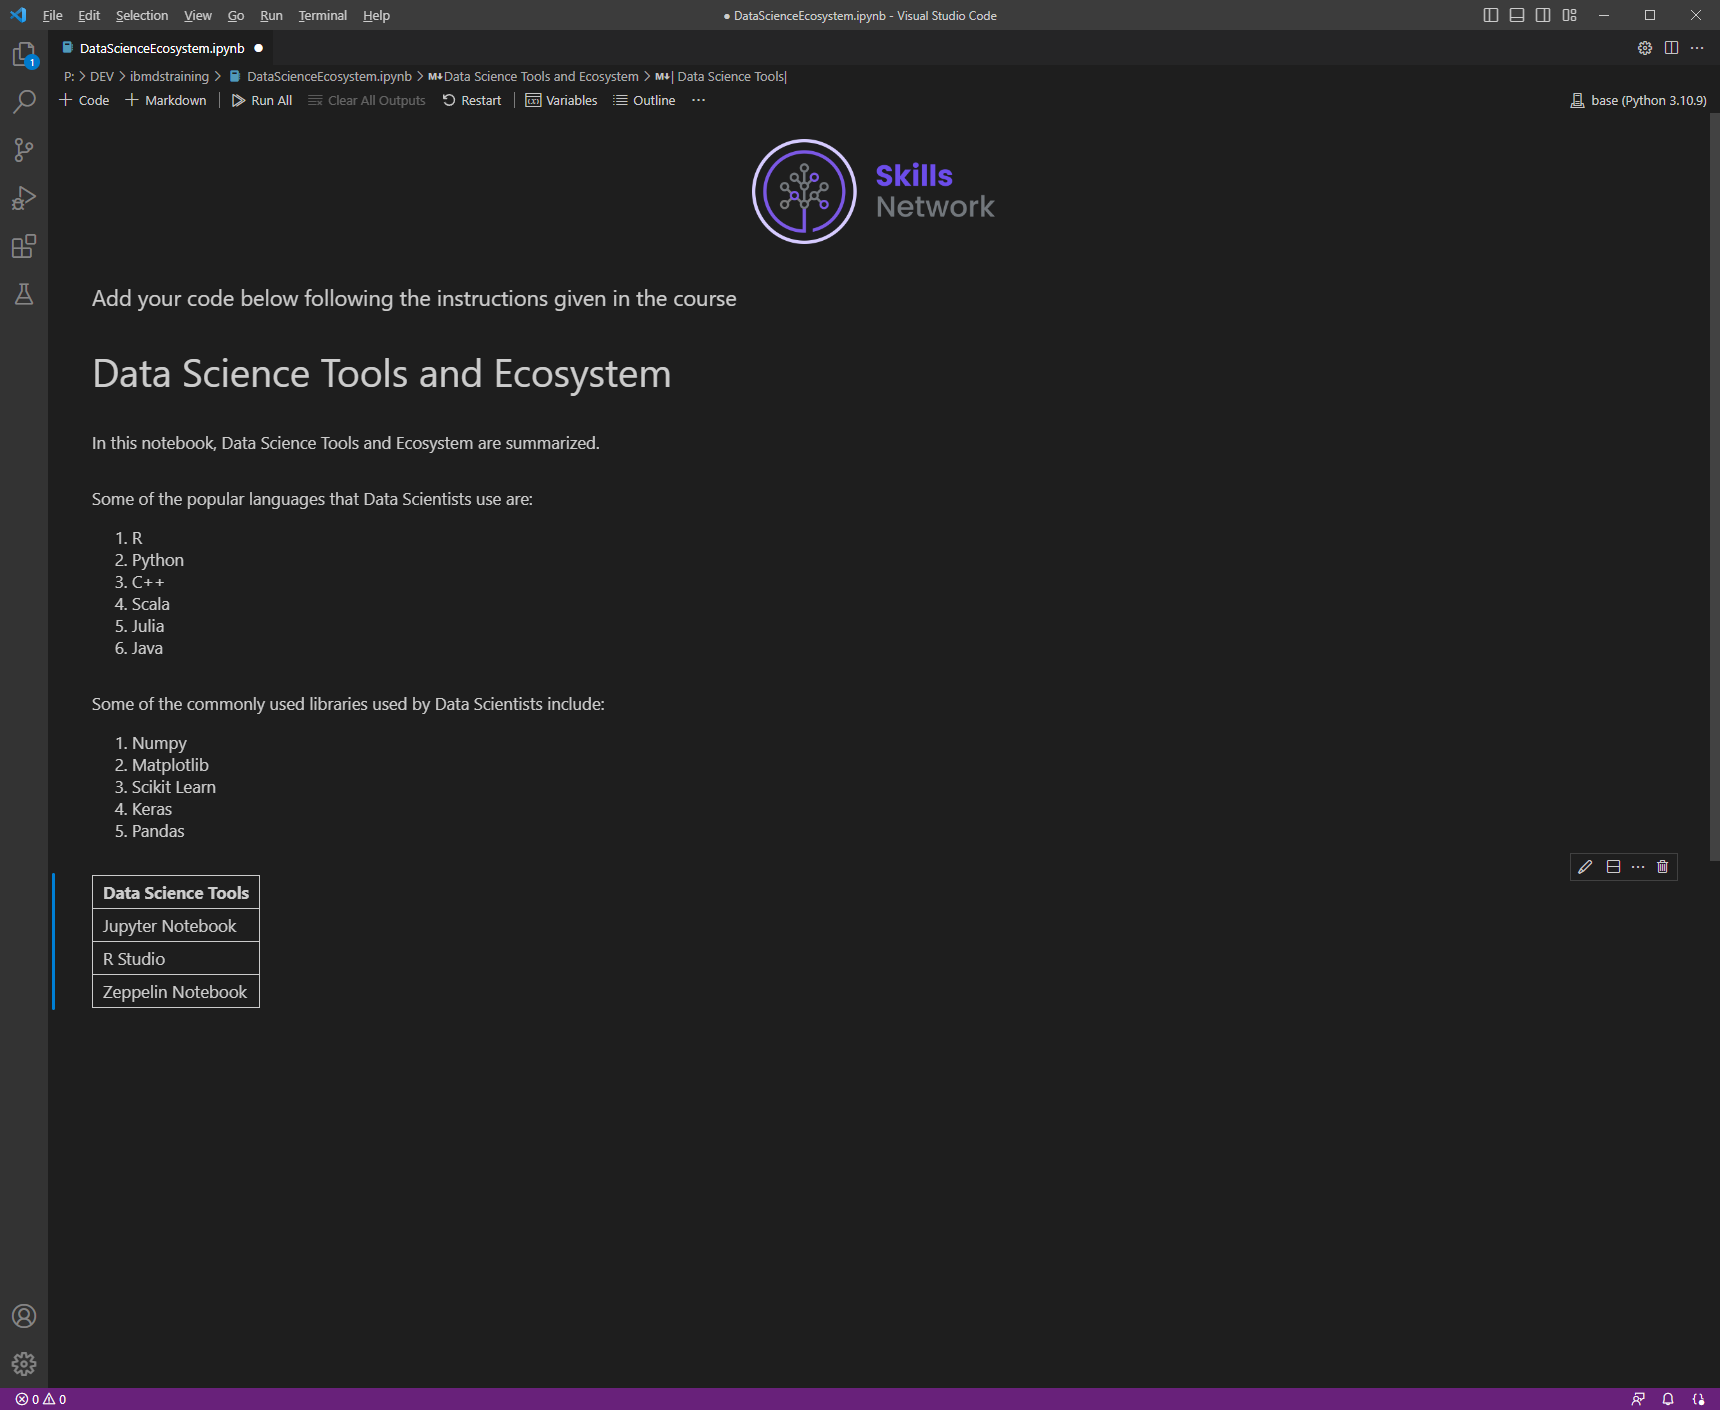 File Edit Selection View Go Run Terminal Help
● DataScienceEcosystem.ipynb - Visual Studio Code
1
DataScienceEcosystem.ipynb ●
P: > DEV > ibmdstraining > DataScienceEcosystem.ipynb > M↓Data Science Tools and Ecosystem > M↓| Data Science Tools|
+ Code + Markdown | Run All Clear All Outputs Restart | Variables Outline ···
base (Python 3.10.9)
Skills
Network
Add your code below following the instructions given in the course
Data Science Tools and Ecosystem
In this notebook, Data Science Tools and Ecosystem are summarized.
Some of the popular languages that Data Scientists use are:
1. R
2. Python
3. C++
4. Scala
5. Julia
6. Java
Some of the commonly used libraries used by Data Scientists include:
1. Numpy
2. Matplotlib
3. Scikit Learn
4. Keras
5. Pandas
Data Science Tools
Jupyter Notebook
R Studio
Zeppelin Notebook
0 0